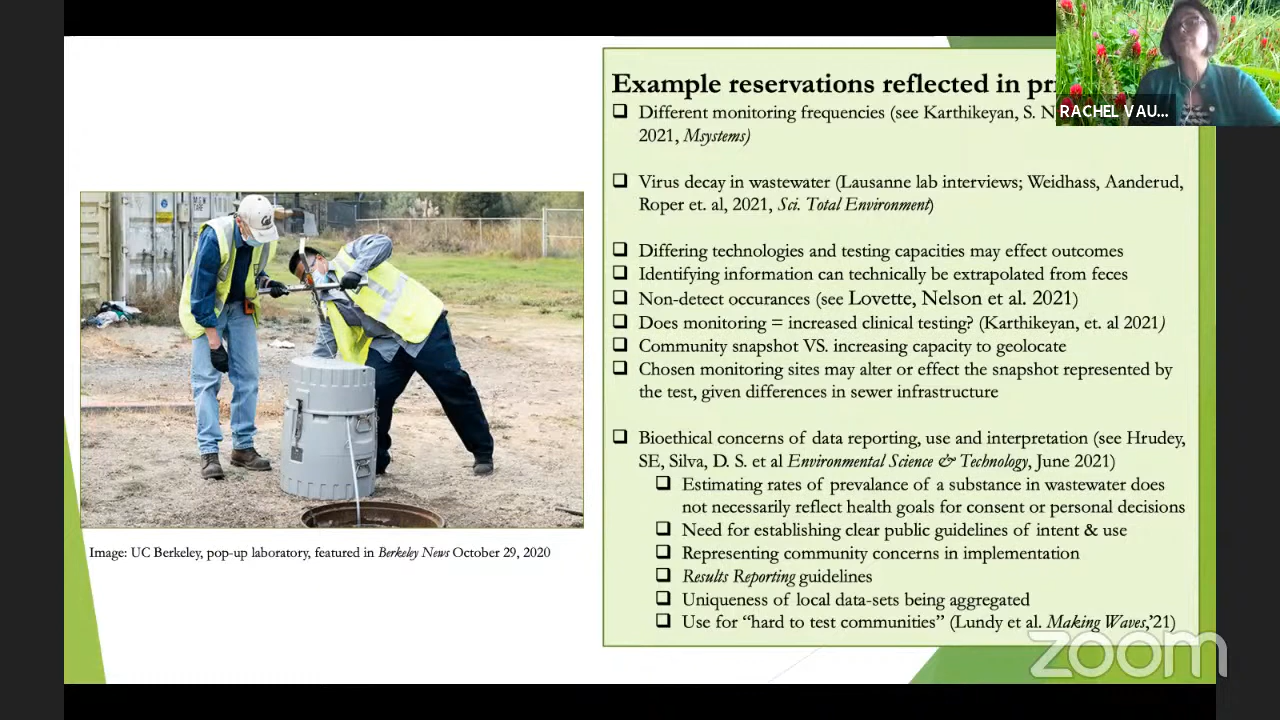 Example reservations reflected in
RACHEL VAU...
Different monitoring frequencies (see Karthikeyan, S.
2021, Msystems)
Virus decay in wastewater (Lausanne lab interviews; Weidhass, Aanderud,
Roper et. al, 2021, Sci. Total Environment)
Differing technologies and testing capacities may effect outcomes
Identifying information can technically be extrapolated from feces
Non-detect occurances (see Lovette, Nelson et al. 2021)
Does monitoring = increased clinical testing? (Karthikeyan, et. al 2021)
Community snapshot VS. increasing capacity to geolocate
Chosen monitoring sites may alter or effect the snapshot represented by
the test, given differences in sewer infrastructure
Bioethical concerns of data reporting, use and interpretation (see Hrudey,
SE, Silva, D. S. et al Environmental Science & Technology, June 2021)
Estimating rates of prevalance of a substance in wastewater does
not necessarily reflect health goals for consent or personal decisions
Need for establishing clear public guidelines of intent & use
Representing community concerns in implementation
Results Reporting guidelines
Uniqueness of local data-sets being aggregated
Use for “hard to test communities” (Lundy et al. Making Waves,’21)
Image: UC Berkeley, pop-up laboratory, featured in Berkeley News October 29, 2020
zoom